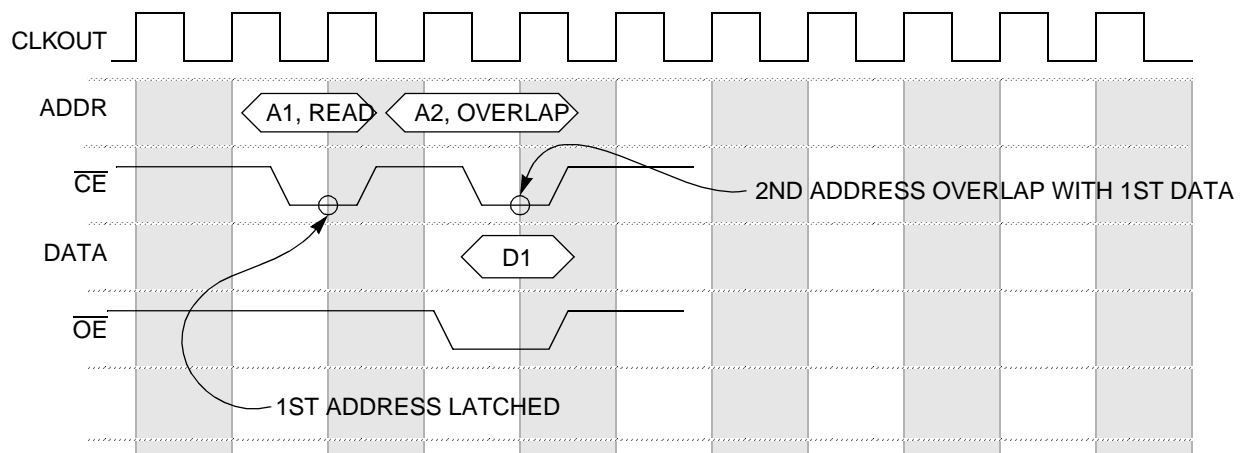 CLKOUT
ADDR
A1, READ
A2, OVERLAP
CE
2ND ADDRESS OVERLAP WITH 1ST DATA
DATA
D1
OE
1ST ADDRESS LATCHED